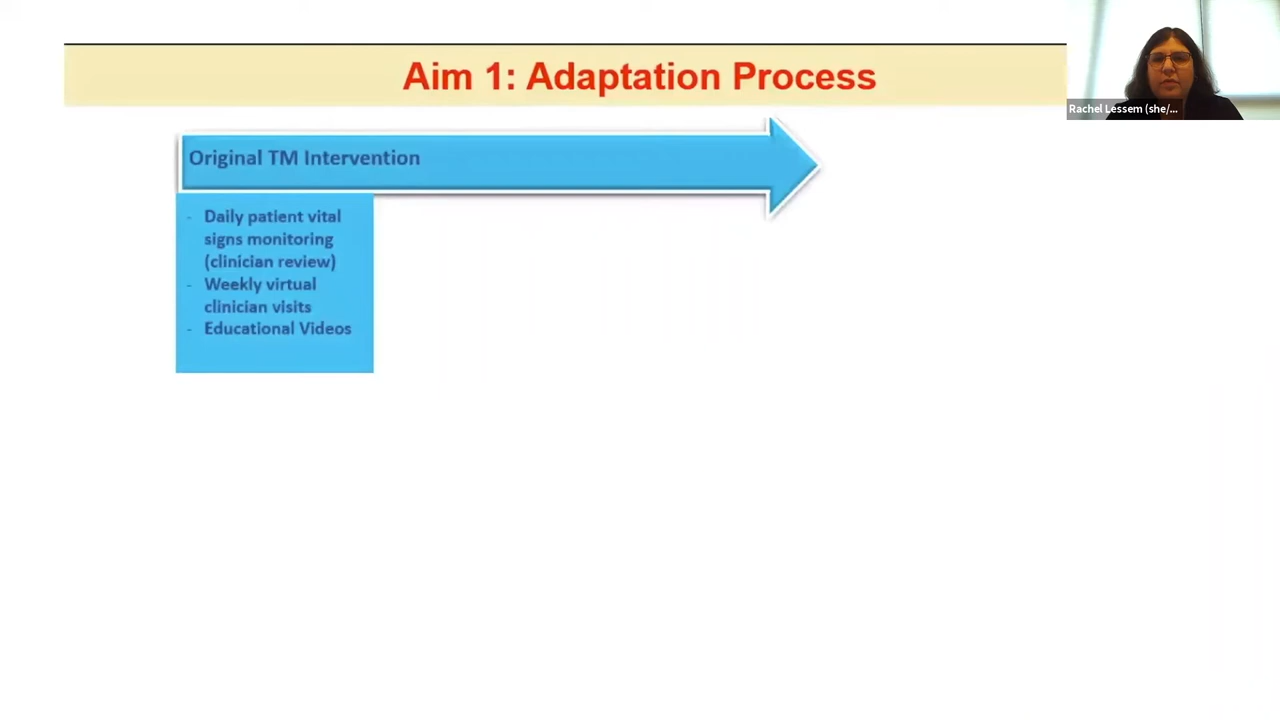 Aim 1: Adaptation Process
Rachel Lessem (she/...
Original TM Intervention
- Daily patient vital
signs monitoring
(clinician review)
- Weekly virtual
clinician visits
- Educational Videos